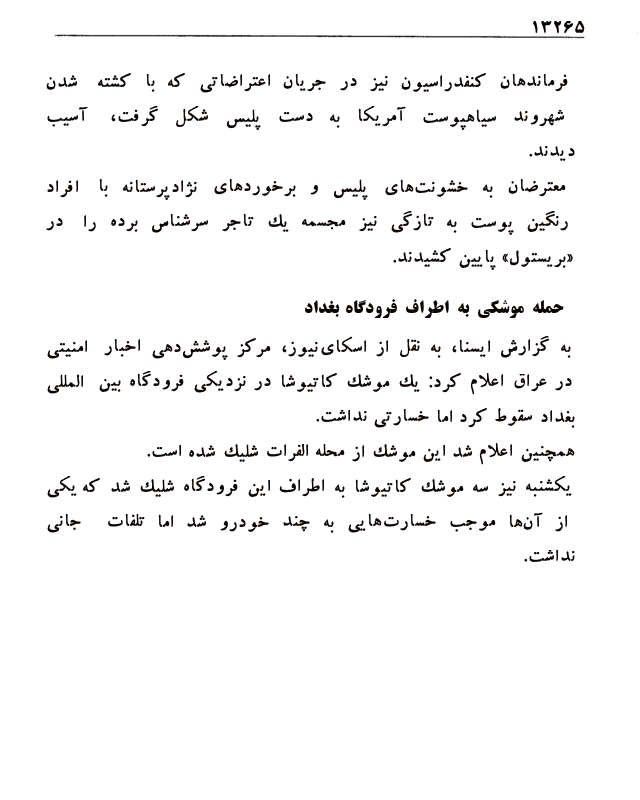 ۱۳۲۶۵
فرماندهان کنفدراسیون نیز در جریان اعتراضاتی که با کشته شدن
شهروند سیاهپوست آمریکا به دست پلیس شکل گرفت، آسیب
دیدند.
معترضان به خشونت‌های پلیس و برخوردهای نژادپرستانه با افراد
رنگین پوست به تازگی نیز مجسمه یك تاجر سرشناس برده را در
«بریستول» پایین کشیدند.
حمله موشکی به اطراف فرودگاه بغداد
به گزارش ایسنا، به نقل از اسکای‌نیوز، مرکز پوشش‌دهی اخبار امنیتی
در عراق اعلام کرد: یك موشك کاتیوشا در نزدیکی فرودگاه بین المللی
بغداد سقوط کرد اما خسارتی نداشت.
همچنین اعلام شد این موشك از محله الفرات شلیك شده است.
یکشنبه نیز سه موشك کاتیوشا به اطراف این فرودگاه شلیك شد که یکی
از آن‌ها موجب خسارت‌هایی به چند خودرو شد اما تلفات جانی
نداشت.